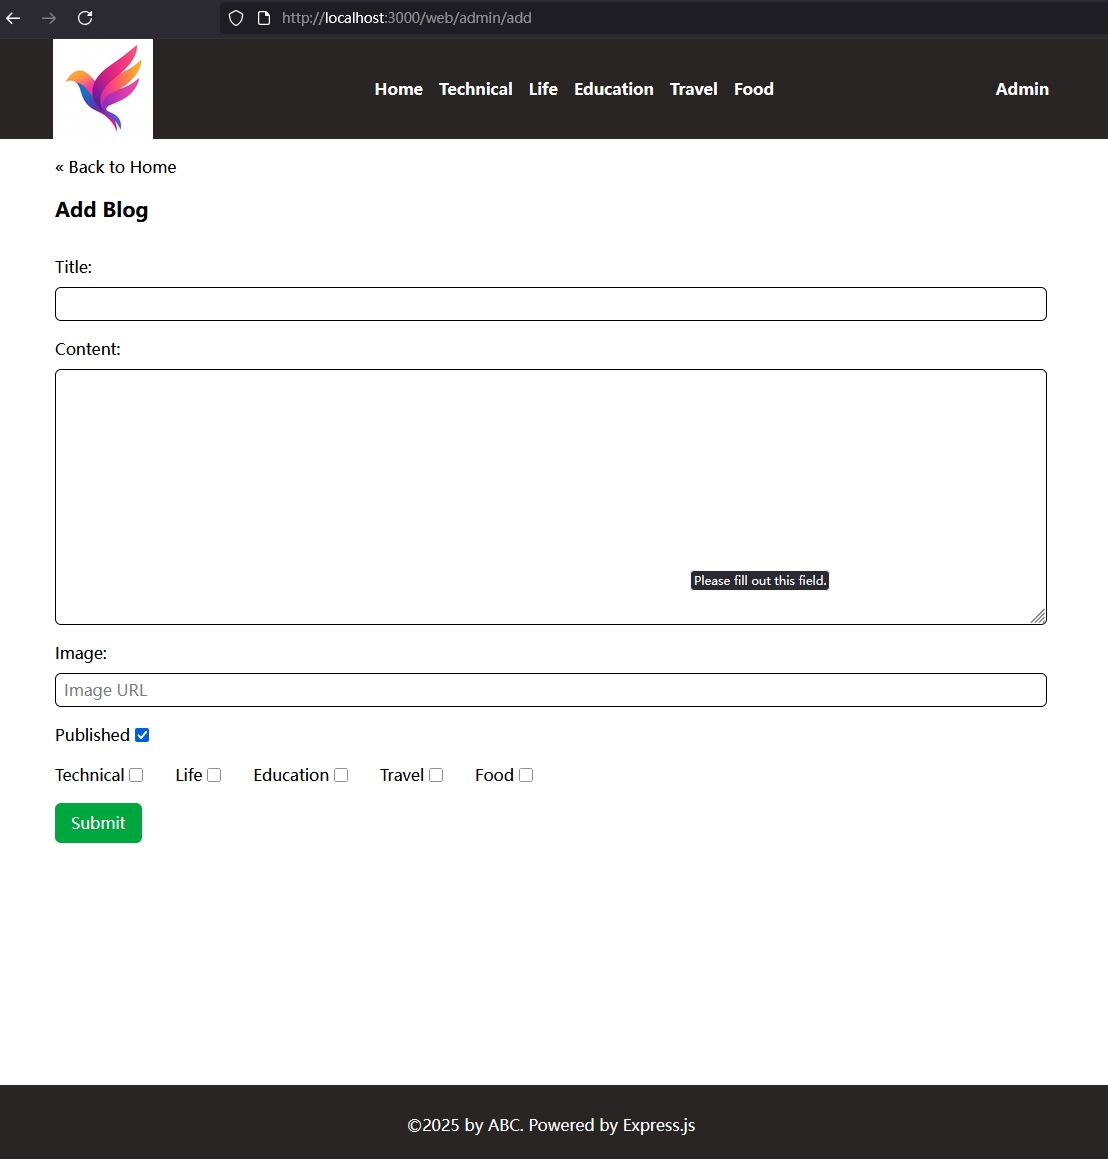 http://localhost:3000/web/admin/add
Home Technical Life Education Travel Food Admin
« Back to Home
Add Blog
Title:
Content:
Please fill out this field.
Image:
Image URL
Published
Technical Life Education Travel Food
Submit
©2025 by ABC. Powered by Express.js